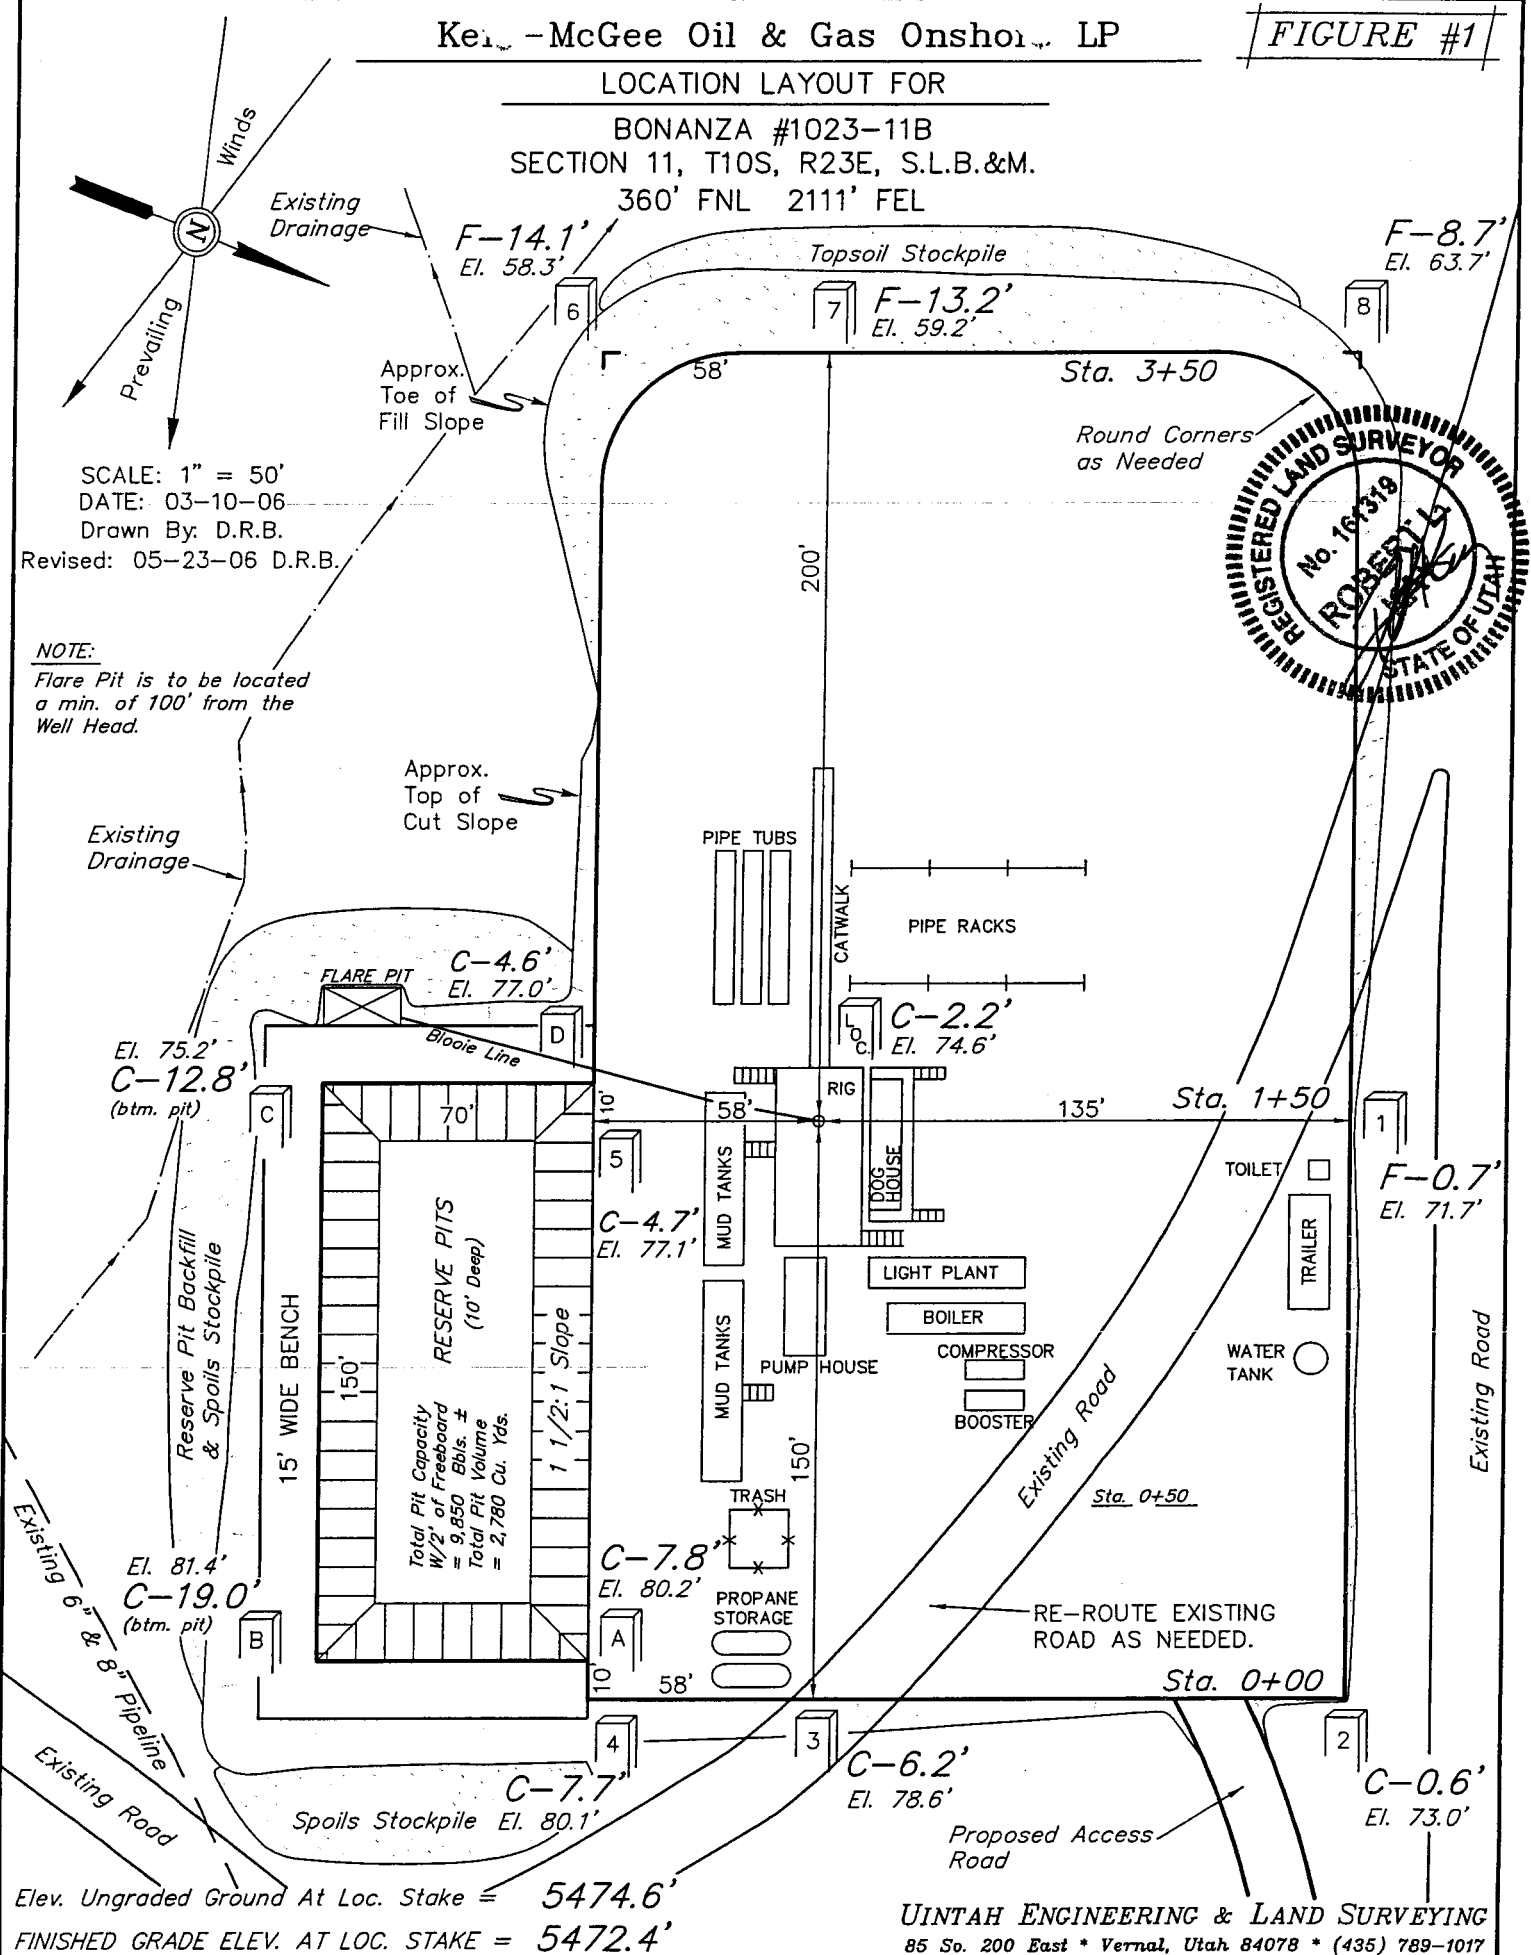 -McGee Oil & Gas LP
FIGURE #1
LOCATION LAYOUT FOR
BONANZA #1023-11B
SECTION 11, T10S, R23E, S.L.B.&M.
360' FNL 2111' FEL
Winds
N
Prevailing
Existing
Drainage
F-14.1'
El. 58.3'
6
Topsoil Stockpile
7
F-13.2'
El. 59.2'
F-8.7'
El. 63.7'
8
Approx.
Toe of
Fill Slope
58'
Sta. 3+50
Round Corners
as Needed
SCALE: 1" = 50'
DATE: 03-10-06
Drawn By: D.R.B.
Revised: 05-23-06 D.R.B.
REGISTERED LAND SURVEYOR
No. 161319
ROBERT L.
STATE OF UTAH
200'
NOTE:
Flare Pit is to be located
a min. of 100' from the
Well Head.
Approx.
Top of
Cut Slope
Existing
Drainage
PIPE TUBS
CATWALK
PIPE RACKS
FLARE PIT
C-4.6'
El. 77.0'
D
Blooie Line
LOC.
C-2.2'
El. 74.6'
El. 75.2'
C-12.8'
(btm. pit)
C
70'
10'
58'
RIG
135'
Sta. 1+50
1
F-0.7'
El. 71.7'
5
C-4.7'
El. 77.1'
MUD TANKS
DOG
HOUSE
TOILET
TRAILER
LIGHT PLANT
BOILER
PUMP HOUSE
COMPRESSOR
BOOSTER
WATER
TANK
MUD TANKS
Reserve Pit Backfill
& Spoils Stockpile
15' WIDE BENCH
150'
RESERVE PITS
(10' Deep)
1 1/2:1 Slope
Total Pit Capacity
W/2' of Freeboard
= 9,850 Bbls. ±
Total Pit Volume
= 2,780 Cu. Yds.
150'
Existing Road
Existing Road
Sta. 0+50
TRASH
C-7.8'
El. 80.2'
PROPANE
STORAGE
El. 81.4'
C-19.0'
(btm. pit)
B
A
10'
58'
RE-ROUTE EXISTING
ROAD AS NEEDED.
Sta. 0+00
Existing 6" & 8" Pipeline
Existing Road
4
3
2
C-7.7'
El. 80.1'
Spoils Stockpile
C-6.2'
El. 78.6'
C-0.6'
El. 73.0'
Proposed Access
Road
Elev. Ungraded Ground At Loc. Stake = 5474.6'
FINISHED GRADE ELEV. AT LOC. STAKE = 5472.4'
UINTAH ENGINEERING & LAND SURVEYING
85 So. 200 East * Vernal, Utah 84078 * (435) 789-1017